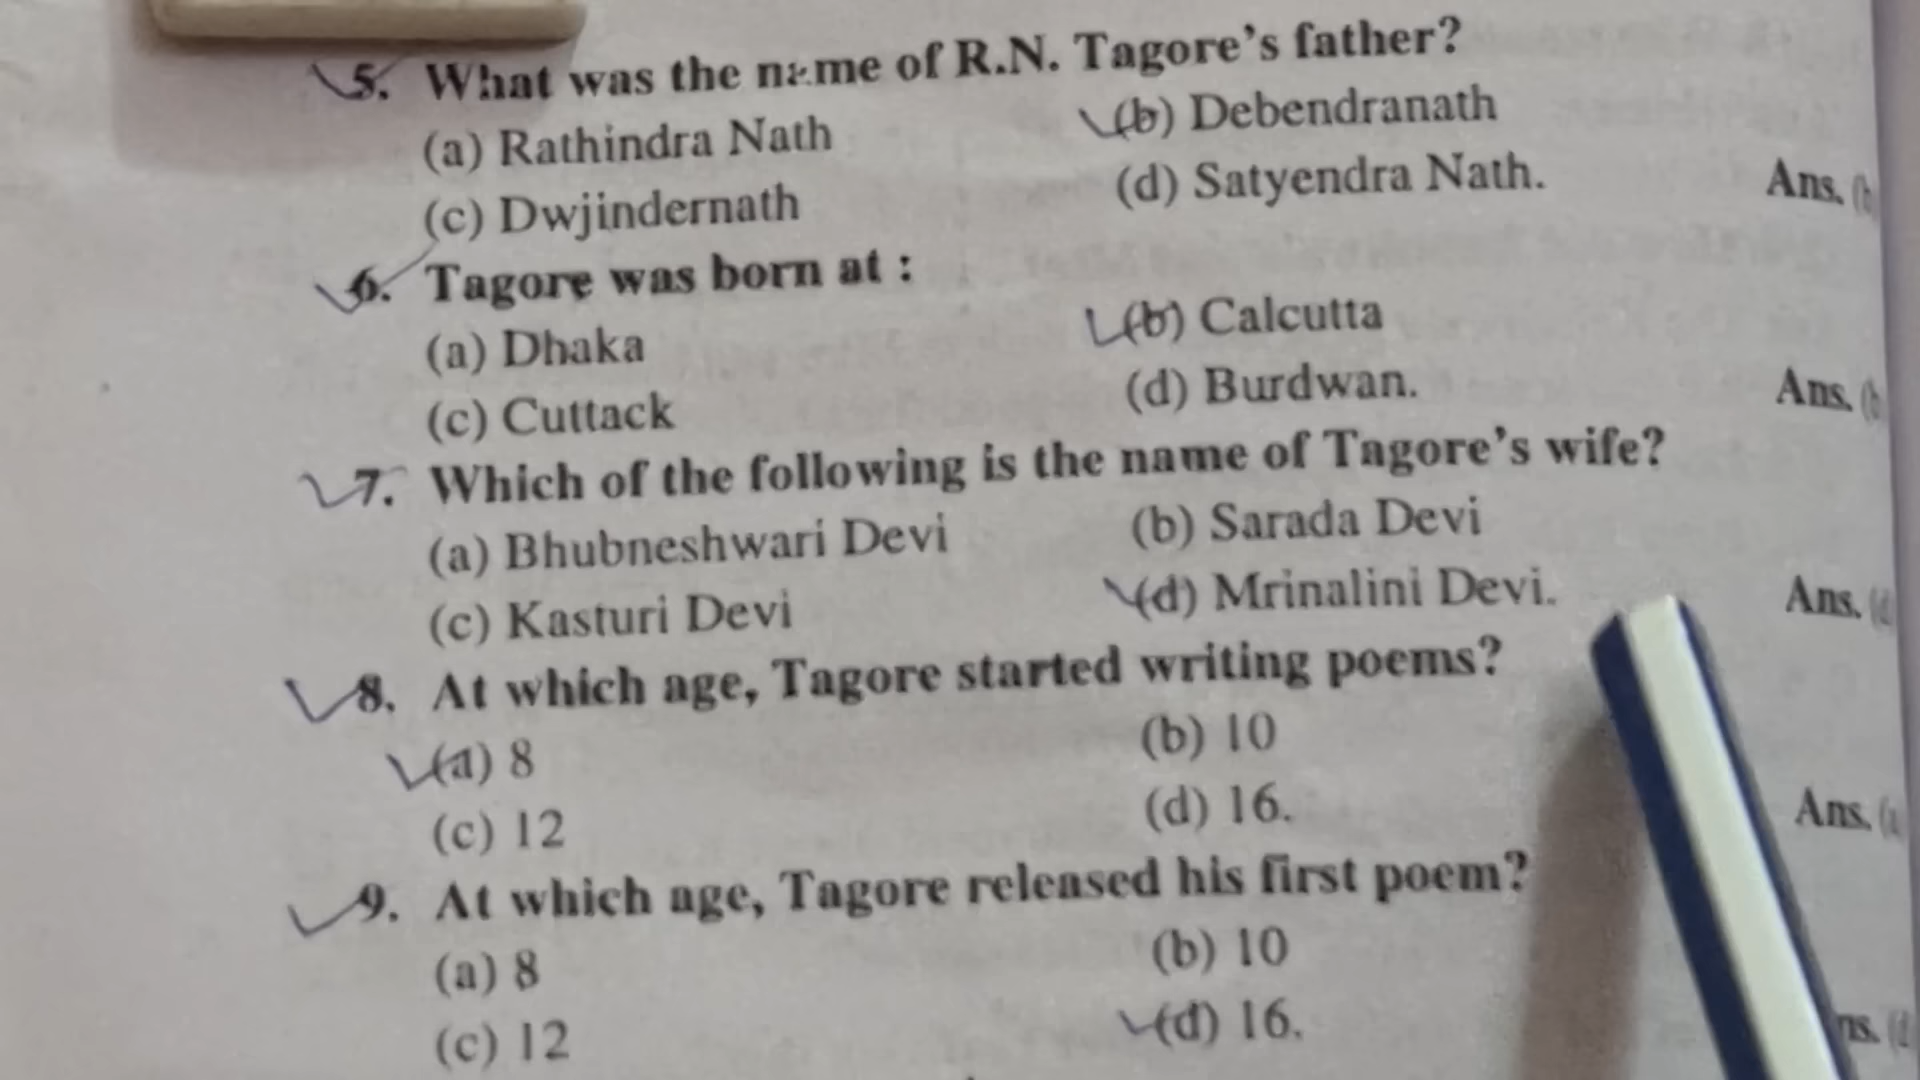 5. What was the name of R.N. Tagore's father?
(a) Rathindra Nath (b) Debendranath
(c) Dwjindernath (d) Satyendra Nath. Ans. (b
6. Tagore was born at :
(a) Dhaka (b) Calcutta
(c) Cuttack (d) Burdwan. Ans. (b
7. Which of the following is the name of Tagore's wife?
(a) Bhubneshwari Devi (b) Sarada Devi
(c) Kasturi Devi (d) Mrinalini Devi. Ans. (d
8. At which age, Tagore started writing poems?
(a) 8 (b) 10
(c) 12 (d) 16. Ans. (a
9. At which age, Tagore released his first poem?
(a) 8 (b) 10
(c) 12 (d) 16. ns. (d